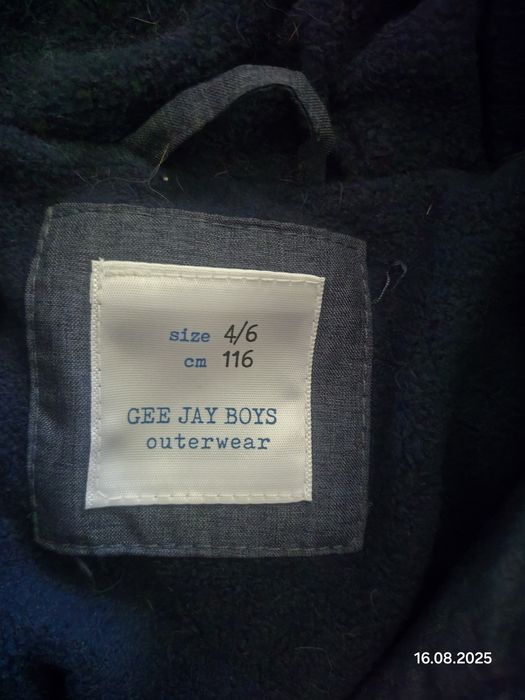 size 4/6
cm 116
GEE JAY BOYS
outerwear
16.08.2025